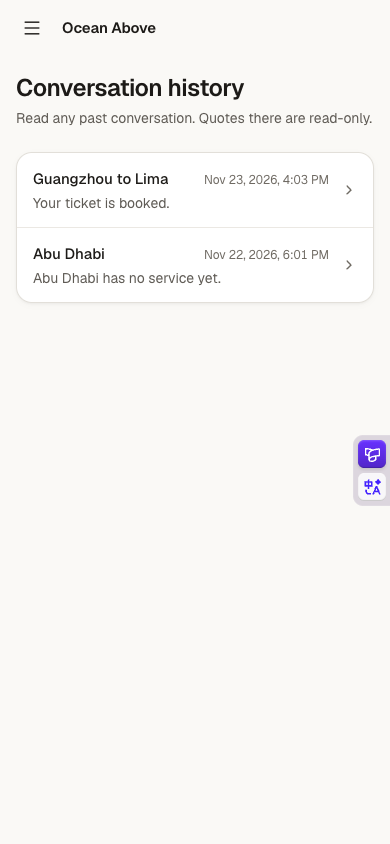 Ocean Above
Conversation history
Read any past conversation. Quotes there are read-only.
Guangzhou to Lima
Nov 23, 2026, 4:03 PM
Your ticket is booked.
Abu Dhabi
Nov 22, 2026, 6:01 PM
Abu Dhabi has no service yet.
中A